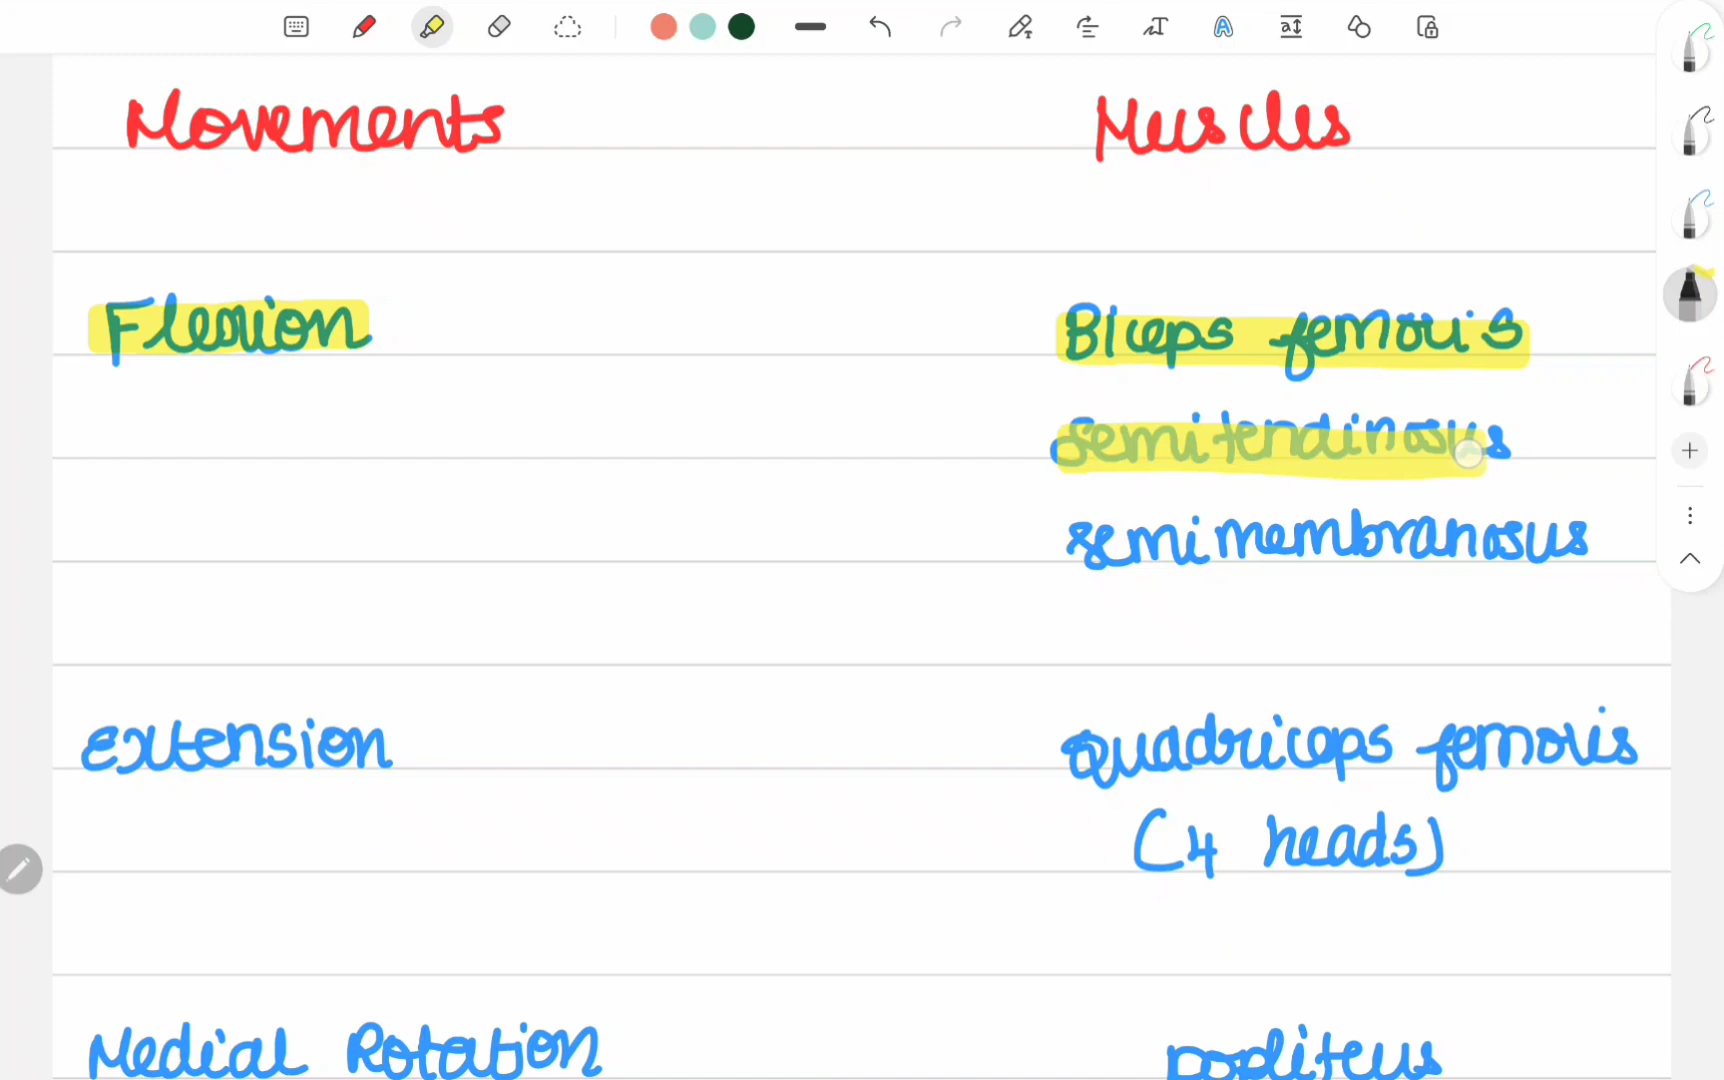 Movements Muscles
Flexion Biceps femoris
semitendinosus
semimembranosus
Extension Quadriceps femoris
(4 heads)
Medial Rotation popliteus